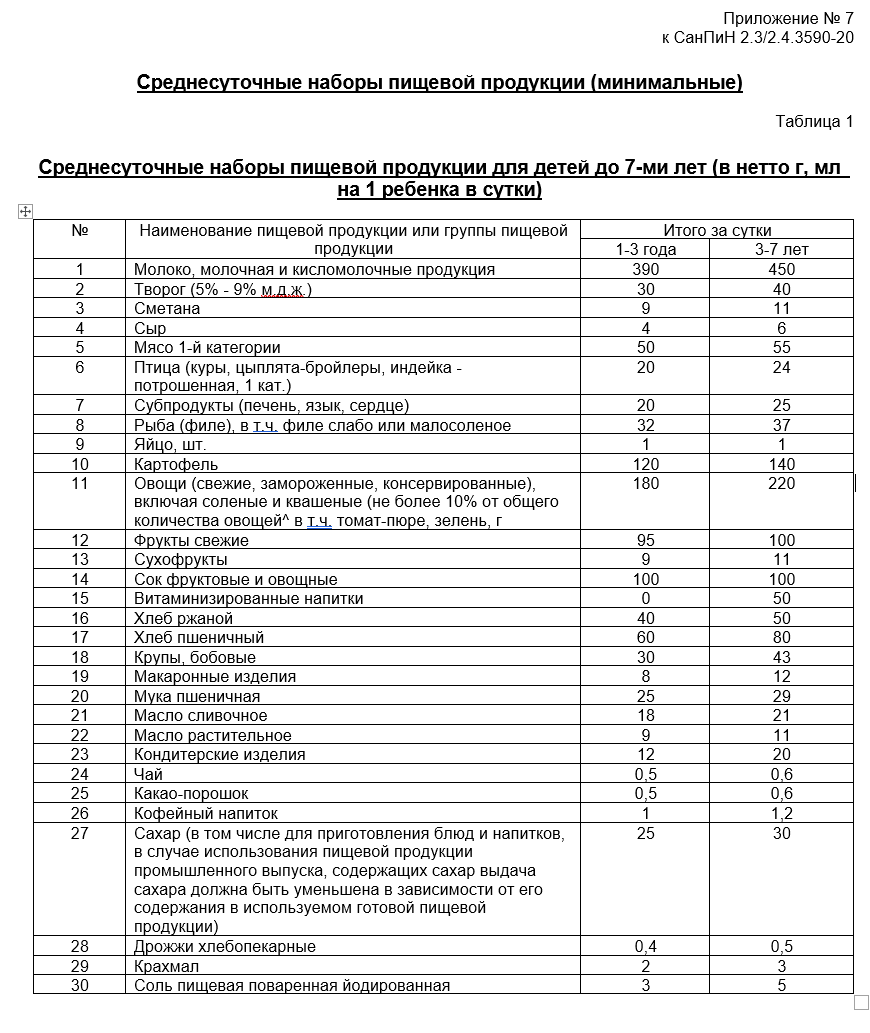 Приложение № 7
к СанПиН 2.3/2.4.3590-20
Среднесуточные наборы пищевой продукции (минимальные)
Таблица 1
Среднесуточные наборы пищевой продукции для детей до 7-ми лет (в нетто г, мл
на 1 ребенка в сутки)
№ Наименование пищевой продукции или группы пищевой продукции Итого за сутки
1-3 года 3-7 лет
1 Молоко, молочная и кисломолочные продукция 390 450
2 Творог (5% - 9% м.д.ж.) 30 40
3 Сметана 9 11
4 Сыр 4 6
5 Мясо 1-й категории 50 55
6 Птица (куры, цыплята-бройлеры, индейка - 20 24
потрошенная, 1 кат.)
7 Субпродукты (печень, язык, сердце) 20 25
8 Рыба (филе), в т.ч. филе слабо или малосоленое 32 37
9 Яйцо, шт. 1 1
10 Картофель 120 140
11 Овощи (свежие, замороженные, консервированные), 180 220
включая соленые и квашеные (не более 10% от общего
количества овощей^ в т.ч. томат-пюре, зелень, г
12 Фрукты свежие 95 100
13 Сухофрукты 9 11
14 Сок фруктовые и овощные 100 100
15 Витаминизированные напитки 0 50
16 Хлеб ржаной 40 50
17 Хлеб пшеничный 60 80
18 Крупы, бобовые 30 43
19 Макаронные изделия 8 12
20 Мука пшеничная 25 29
21 Масло сливочное 18 21
22 Масло растительное 9 11
23 Кондитерские изделия 12 20
24 Чай 0,5 0,6
25 Какао-порошок 0,5 0,6
26 Кофейный напиток 1 1,2
27 Сахар (в том числе для приготовления блюд и напитков, 25 30
в случае использования пищевой продукции
промышленного выпуска, содержащих сахар выдача
сахара должна быть уменьшена в зависимости от его
содержания в используемом готовой пищевой
продукции)
28 Дрожжи хлебопекарные 0,4 0,5
29 Крахмал 2 3
30 Соль пищевая поваренная йодированная 3 5